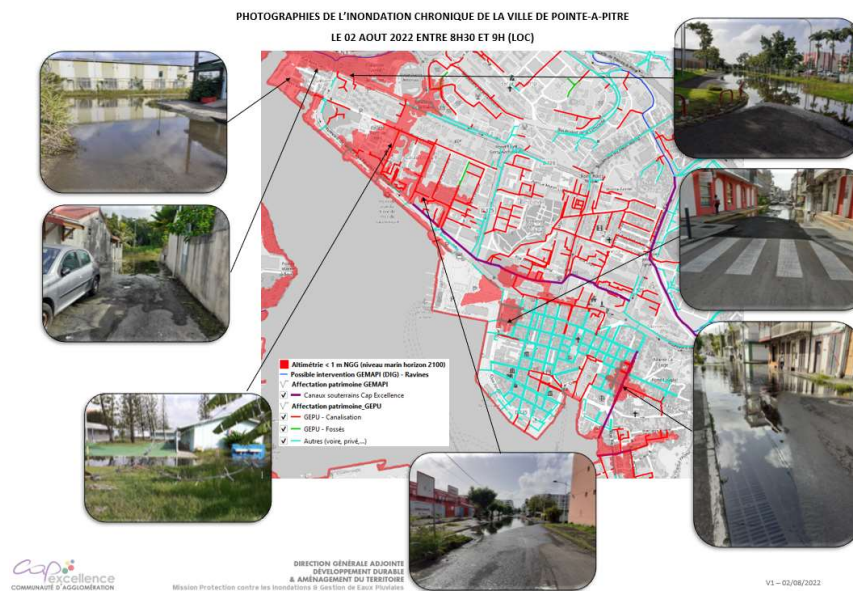 PHOTOGRAPHIES DE L'INONDATION CHRONIQUE DE LA VILLE DE POINTE-A-PITRE
LE 02 AOUT 2022 ENTRE 8H30 ET 9H (LOC)
Altimétrie < 1 m NGG (niveau marin horizon 2100)
Possible intervention GEMAPI (DIG) - Ravines
Affectation patrimoine GEMAPI
Canaux souterrains Cap Excellence
Affectation patrimoine_GEPU
GEPU - Canalisation
GEPU - Fossés
Autres (voire, privé,...)
cap excellence
COMMUNAUTÉ D'AGGLOMÉRATION
DIRECTION GÉNÉRALE ADJOINTE
DÉVELOPPEMENT DURABLE
& AMÉNAGEMENT DU TERRITOIRE
Mission Protection contre les Inondations & Gestion de Eaux Pluviales
V1 – 02/08/2022